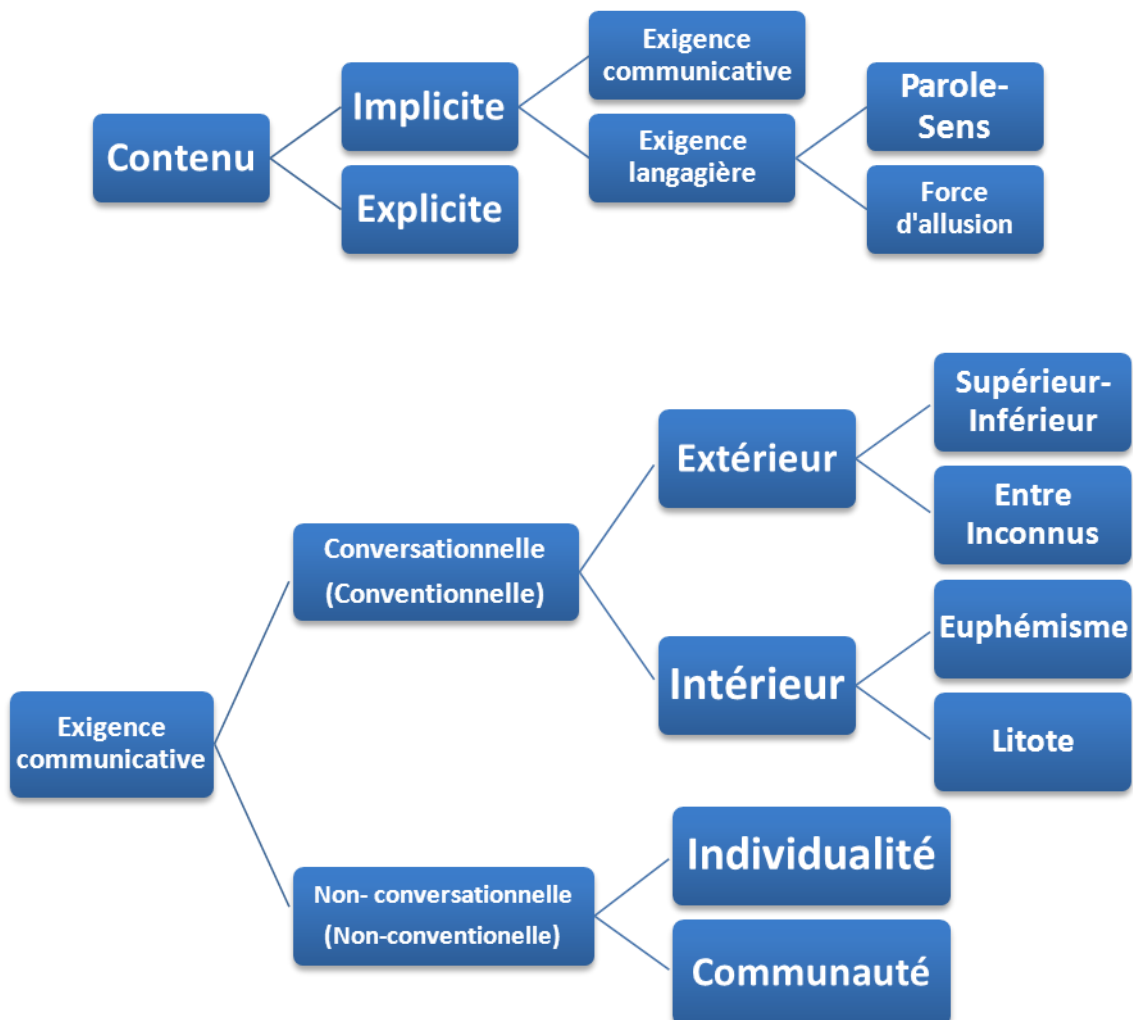 Contenu
Implicite
Explicite
Exigence
communicative
Exigence
langagière
Parole-
Sens
Force
d'allusion
Exigence
communicative
Conversationnelle
(Conventionnelle)
Non- conversationnelle
(Non-conventionelle)
Extérieur
Intérieur
Supérieur-
Inférieur
Entre
Inconnus
Euphémisme
Litote
Individualité
Communauté